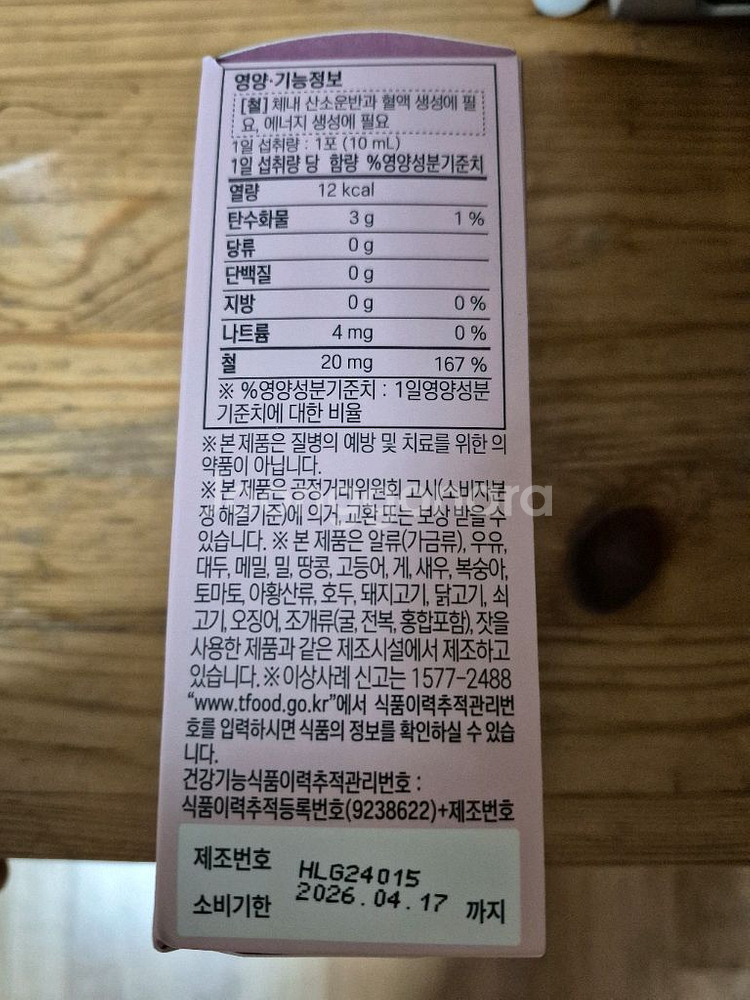 영양·기능정보
[철] 체내 산소운반과 혈액 생성에 필
요, 에너지 생성에 필요
1일 섭취량 : 1포 (10 mL)
1일 섭취량 당 함량 %영양성분기준치
열량 12 kcal
탄수화물 3 g 1 %
당류 0 g
단백질 0 g
지방 0 g 0 %
나트륨 4 mg 0 %
철 20 mg 167 %
※ %영양성분기준치 : 1일영양성분
기준치에 대한 비율
※ 본 제품은 질병의 예방 및 치료를 위한 의
약품이 아닙니다.
※ 본 제품은 공정거래위원회 고시(소비자분
쟁 해결기준)에 의거 교환 또는 보상 받을 수
있습니다. ※ 본 제품은 알류(가금류), 우유,
대두, 메밀, 밀, 땅콩, 고등어, 게, 새우, 복숭아,
토마토, 아황산류, 호두, 돼지고기, 닭고기, 쇠
고기, 오징어, 조개류(굴, 전복, 홍합포함), 잣을
사용한 제품과 같은 제조시설에서 제조하고
있습니다. ※ 이상사례 신고는 1577-2488
"www.tfood.go.kr"에서 식품이력추적관리번
호를 입력하시면 식품의 정보를 확인하실 수 있습
니다.
건강기능식품이력추적관리번호 :
식품이력추적등록번호(9238622)+제조번호
제조번호 HLG24015
소비기한 2026.04.17 까지